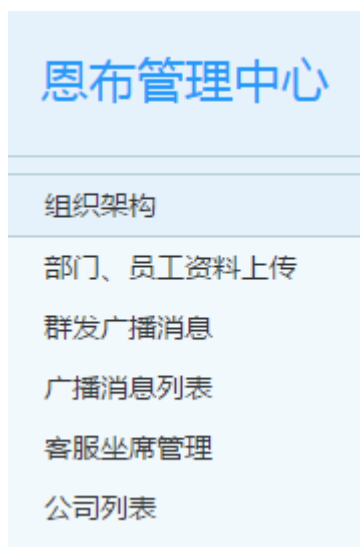 恩布管理中心
组织架构
部门、员工资料上传
群发广播消息
广播消息列表
客服坐席管理
公司列表